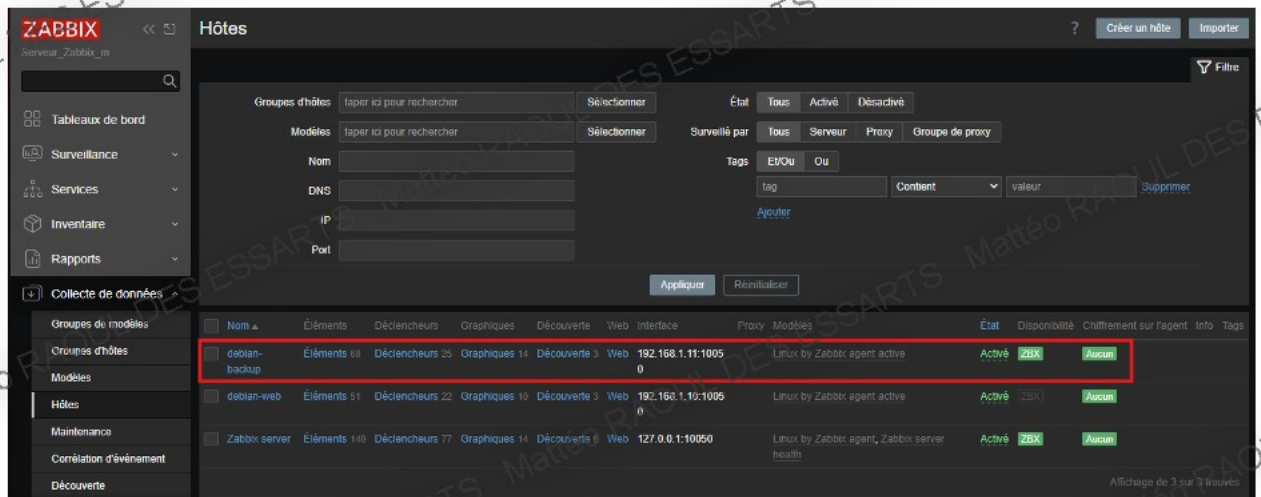 ZABBIX
Hôtes
?
Créer un hôte
Importer
Serveur_Zabbix_m
Filtre
Groupes d'hôtes
taper ici pour rechercher
Sélectionner
État
Tous
Activé
Désactivé
Modèles
taper ici pour rechercher
Sélectionner
Surveillé par
Tous
Serveur
Proxy
Groupe de proxy
Nom
Tags
Et/Ou
Ou
DNS
tag
Contient
valeur
Supprimer
IP
Ajouter
Port
Appliquer
Réinitialiser
Tableaux de bord
Surveillance
Services
Inventaire
Rapports
Collecte de données
Groupes de modèles
Groupes d'hôtes
Modèles
Hôtes
Maintenance
Corrélation d'événement
Découverte
Nom Éléments Déclencheurs Graphiques Découverte Web Interface Proxy Modèles État Disponibilité Chiffrement sur l'agent Info Tags
debian-backup Éléments 68 Déclencheurs 25 Graphiques 14 Découverte 3 Web 192.168.1.11:10050 Linux by Zabbix agent active Activé ZBX Aucun
debian-web Éléments 51 Déclencheurs 22 Graphiques 10 Découverte 3 Web 192.168.1.10:10050 Linux by Zabbix agent active Activé ZBX Aucun
Zabbix server Éléments 140 Déclencheurs 77 Graphiques 14 Découverte 6 Web 127.0.0.1:10050 Linux by Zabbix agent, Zabbix server health Activé ZBX Aucun
Affichage de 3 sur 3 trouvés
Mattéo RAOUL DES ESSARTS